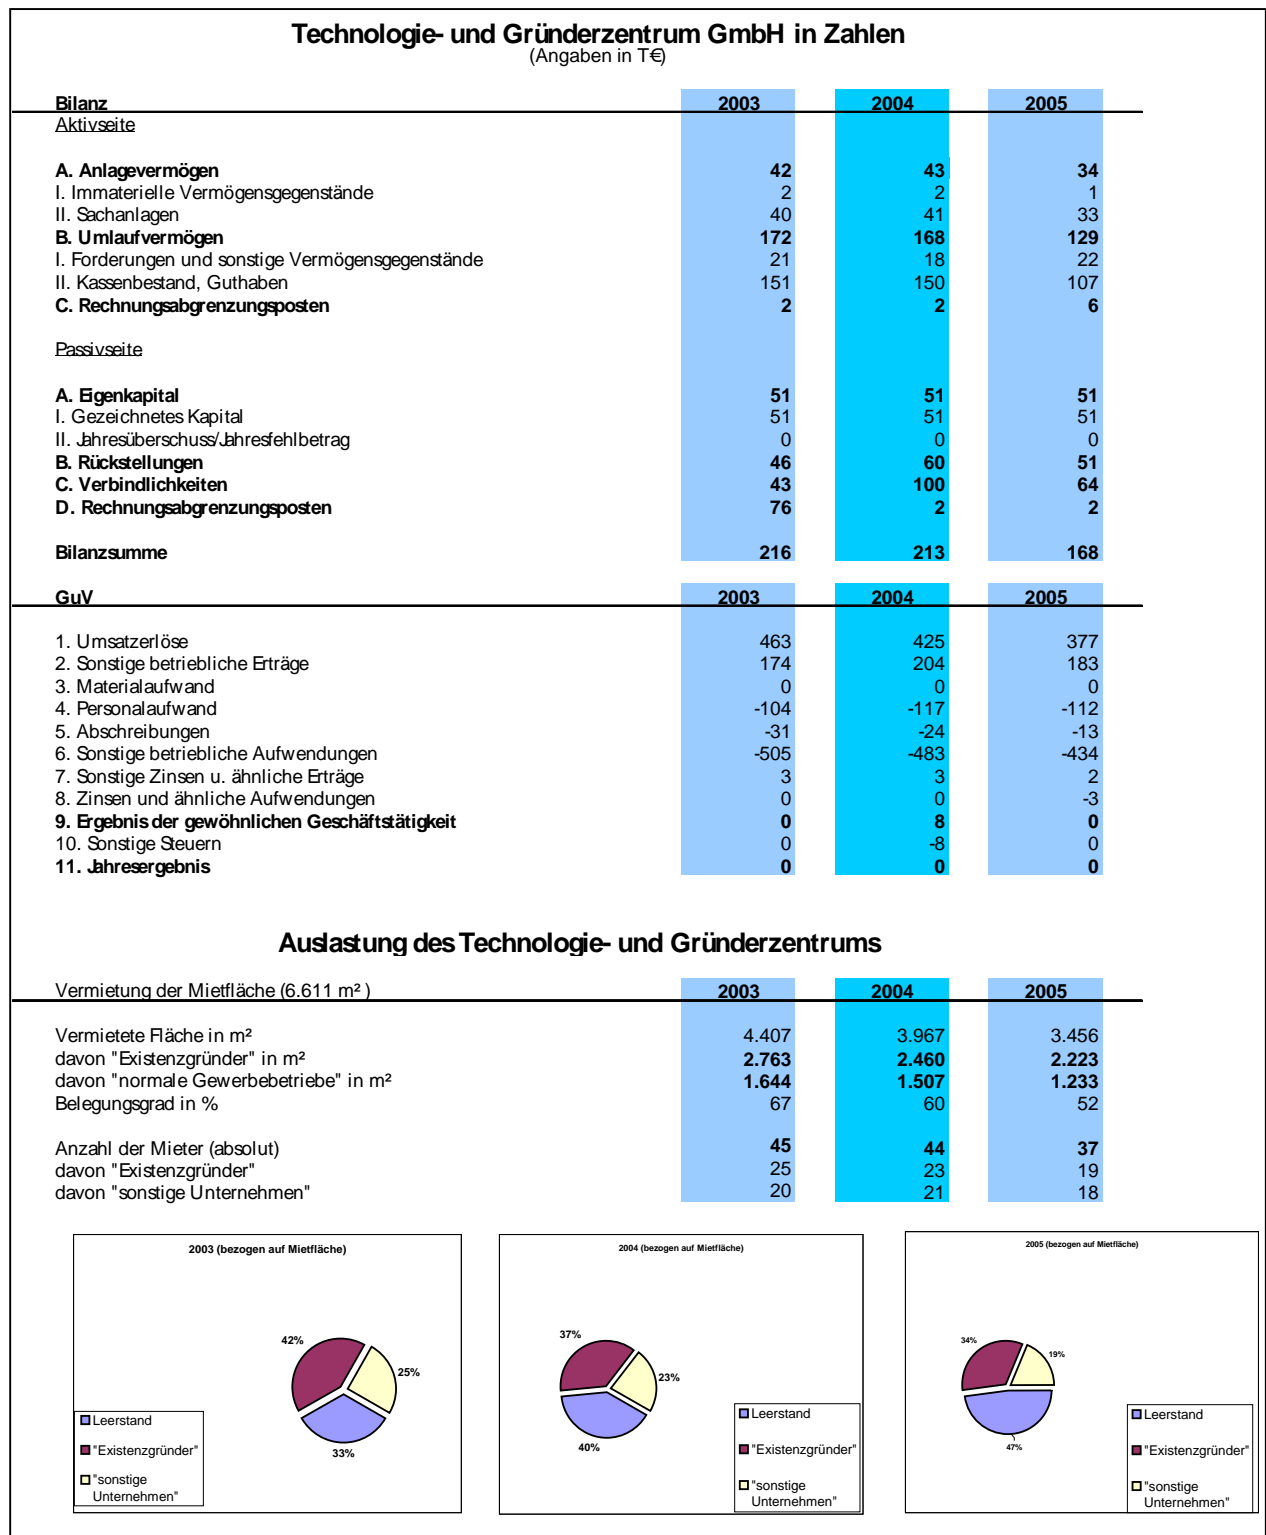 Technologie- und Gründerzentrum GmbH in Zahlen
(Angaben in T€)
Bilanz 2003 2004 2005
Aktivseite
A. Anlagevermögen 42 43 34
I. Immaterielle Vermögensgegenstände 2 2 1
II. Sachanlagen 40 41 33
B. Umlaufvermögen 172 168 129
I. Forderungen und sonstige Vermögensgegenstände 21 18 22
II. Kassenbestand, Guthaben 151 150 107
C. Rechnungsabgrenzungsposten 2 2 6
Passivseite
A. Eigenkapital 51 51 51
I. Gezeichnetes Kapital 51 51 51
II. Jahresüberschuss/Jahresfehlbetrag 0 0 0
B. Rückstellungen 46 60 51
C. Verbindlichkeiten 43 100 64
D. Rechnungsabgrenzungsposten 76 2 2
Bilanzsumme 216 213 168
GuV 2003 2004 2005
1. Umsatzerlöse 463 425 377
2. Sonstige betriebliche Erträge 174 204 183
3. Materialaufwand 0 0 0
4. Personalaufwand -104 -117 -112
5. Abschreibungen -31 -24 -13
6. Sonstige betriebliche Aufwendungen -505 -483 -434
7. Sonstige Zinsen u. ähnliche Erträge 3 3 2
8. Zinsen und ähnliche Aufwendungen 0 0 -3
9. Ergebnis der gewöhnlichen Geschäftstätigkeit 0 8 0
10. Sonstige Steuern 0 -8 0
11. Jahresergebnis 0 0 0
Auslastung des Technologie- und Gründerzentrums
Vermietung der Mietfläche (6.611 m² ) 2003 2004 2005
Vermietete Fläche in m² 4.407 3.967 3.456
davon "Existenzgründer" in m² 2.763 2.460 2.223
davon "normale Gewerbebetriebe" in m² 1.644 1.507 1.233
Belegungsgrad in % 67 60 52
Anzahl der Mieter (absolut) 45 44 37
davon "Existenzgründer" 25 23 19
davon "sonstige Unternehmen" 20 21 18
2003 (bezogen auf Mietfläche)
42%
25%
33%
Leerstand
"Existenzgründer"
"sonstige
Unternehmen"
2004 (bezogen auf Mietfläche)
37%
23%
40%
Leerstand
"Existenzgründer"
"sonstige
Unternehmen"
2005 (bezogen auf Mietfläche)
34%
19%
47%
Leerstand
"Existenzgründer"
"sonstige
Unternehmen"